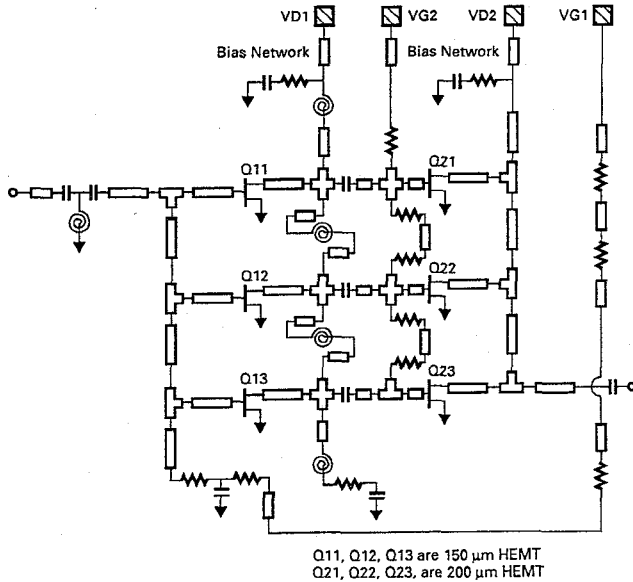 VD1 VG2 VD2 VG1
Bias Network Bias Network
Q11 Q21
Q12 Q22
Q13 Q23
Q11, Q12, Q13 are 150 µm HEMT
Q21, Q22, Q23, are 200 µm HEMT